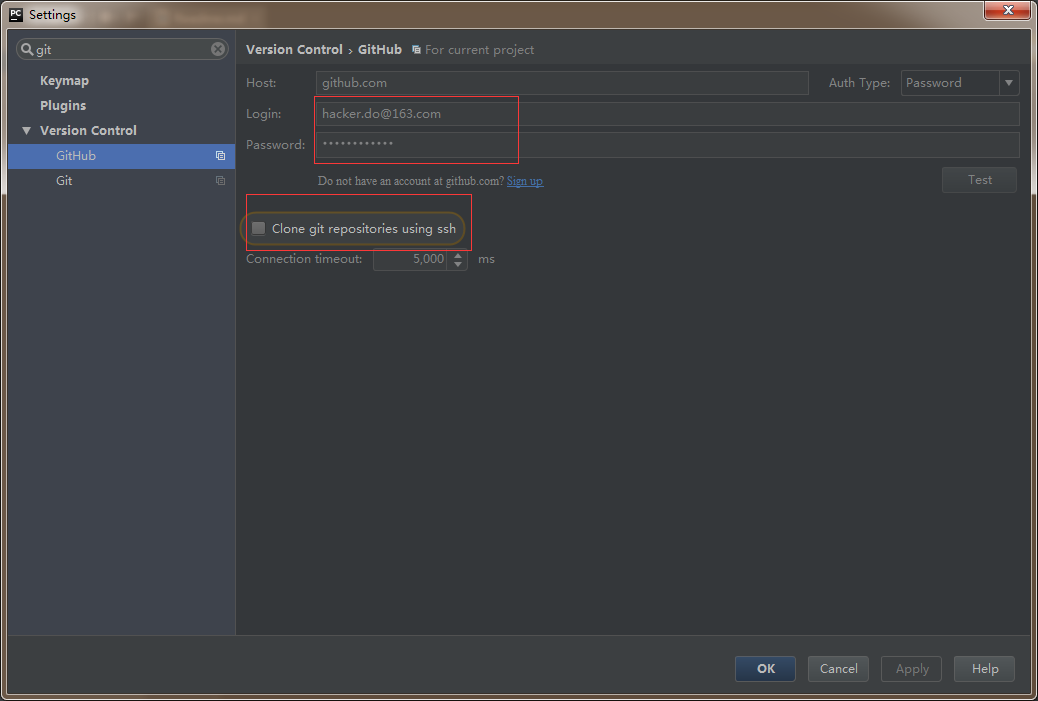 PC Settings
git
Keymap
Plugins
Version Control
GitHub
Git
Version Control › GitHub For current project
Host: github.com Auth Type: Password
Login: hacker.do@163.com
Password: ••••••••••••
Do not have an account at github.com? Sign up
Test
Clone git repositories using ssh
Connection timeout: 5,000 ms
OK Cancel Apply Help